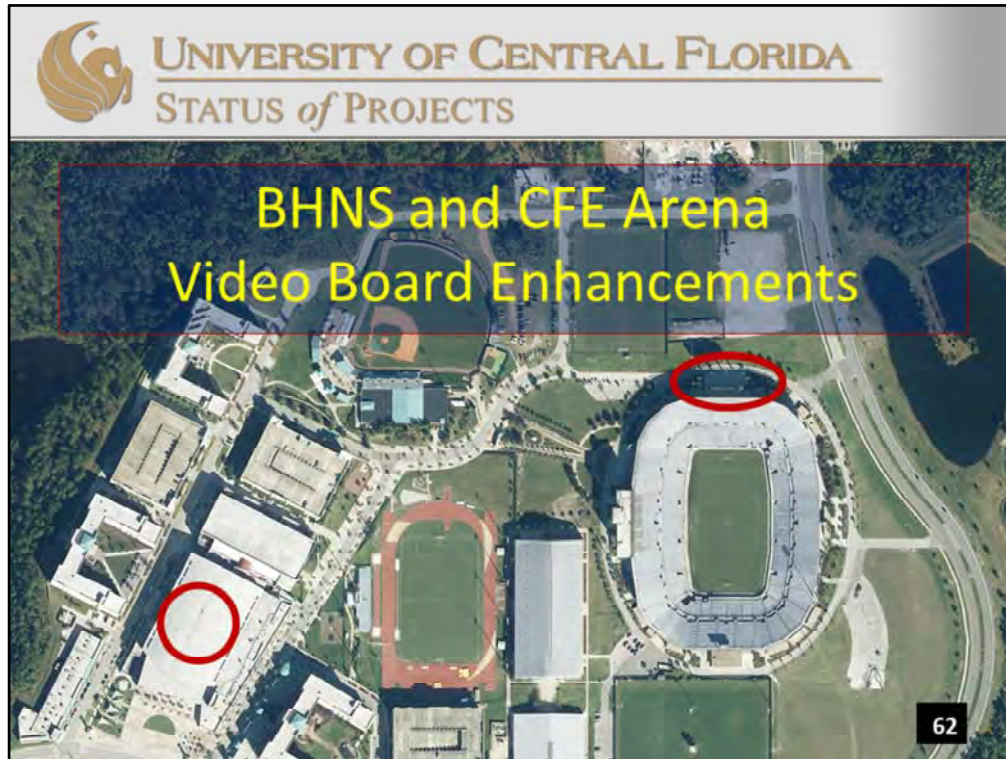 UNIVERSITY OF CENTRAL FLORIDA
STATUS of PROJECTS
BHNS and CFE Arena
Video Board Enhancements
62